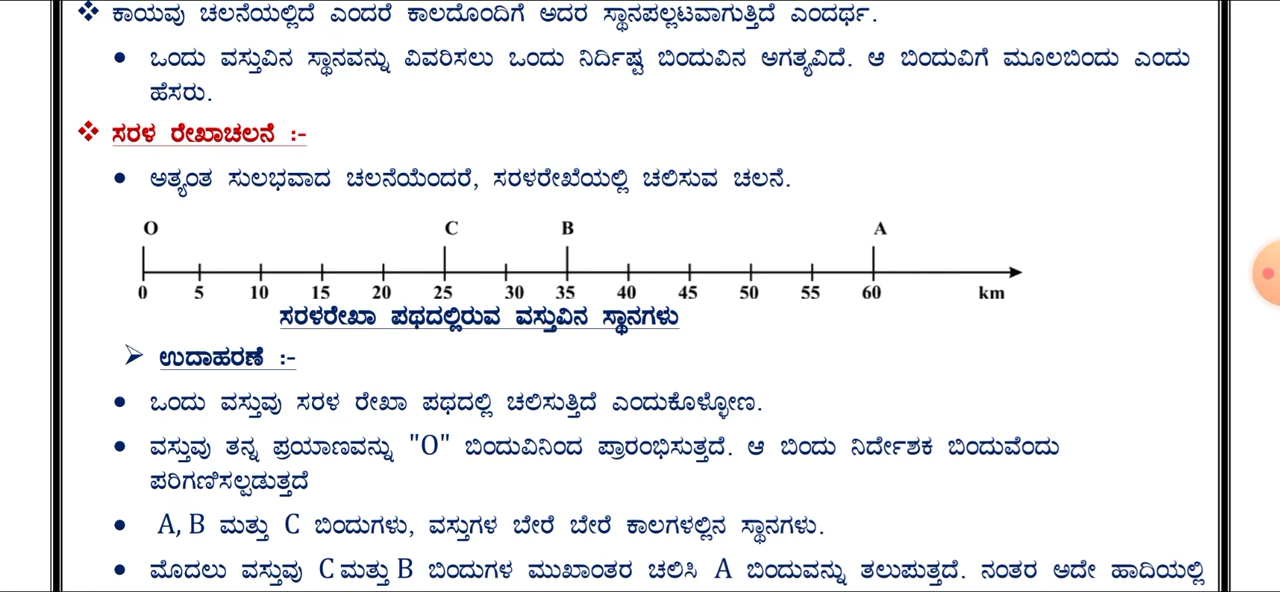 ❖ ಕಾಯವು ಚಲನೆಯಲ್ಲಿದೆ ಎಂದರೆ ಕಾಲದೊಂದಿಗೆ ಅದರ ಸ್ಥಾನಪಲ್ಲಟವಾಗುತ್ತಿದೆ ಎಂದರ್ಥ.
• ಒಂದು ವಸ್ತುವಿನ ಸ್ಥಾನವನ್ನು ವಿವರಿಸಲು ಒಂದು ನಿರ್ದಿಷ್ಟ ಬಿಂದುವಿನ ಅಗತ್ಯವಿದೆ. ಆ ಬಿಂದುವಿಗೆ ಮೂಲಬಿಂದು ಎಂದು
ಹೆಸರು.
❖ ಸರಳ ರೇಖಾಚಲನೆ :-
• ಅತ್ಯಂತ ಸುಲಭವಾದ ಚಲನೆಯೆಂದರೆ, ಸರಳರೇಖೆಯಲ್ಲಿ ಚಲಿಸುವ ಚಲನೆ.
O C B A
0 5 10 15 20 25 30 35 40 45 50 55 60 km
ಸರಳರೇಖಾ ಪಥದಲ್ಲಿರುವ ವಸ್ತುವಿನ ಸ್ಥಾನಗಳು
➢ ಉದಾಹರಣೆ :-
• ಒಂದು ವಸ್ತುವು ಸರಳ ರೇಖಾ ಪಥದಲ್ಲಿ ಚಲಿಸುತ್ತಿದೆ ಎಂದುಕೊಳ್ಳೋಣ.
• ವಸ್ತುವು ತನ್ನ ಪ್ರಯಾಣವನ್ನು "O" ಬಿಂದುವಿನಿಂದ ಪ್ರಾರಂಭಿಸುತ್ತದೆ. ಆ ಬಿಂದು ನಿರ್ದೇಶಕ ಬಿಂದುವೆಂದು
ಪರಿಗಣಿಸಲ್ಪಡುತ್ತದೆ
• A, B ಮತ್ತು C ಬಿಂದುಗಳು, ವಸ್ತುಗಳ ಬೇರೆ ಬೇರೆ ಕಾಲಗಳಲ್ಲಿನ ಸ್ಥಾನಗಳು.
• ಮೊದಲು ವಸ್ತುವು C ಮತ್ತು B ಬಿಂದುಗಳ ಮುಖಾಂತರ ಚಲಿಸಿ A ಬಿಂದುವನ್ನು ತಲುಪುತ್ತದೆ. ನಂತರ ಅದೇ ಹಾದಿಯಲ್ಲಿ